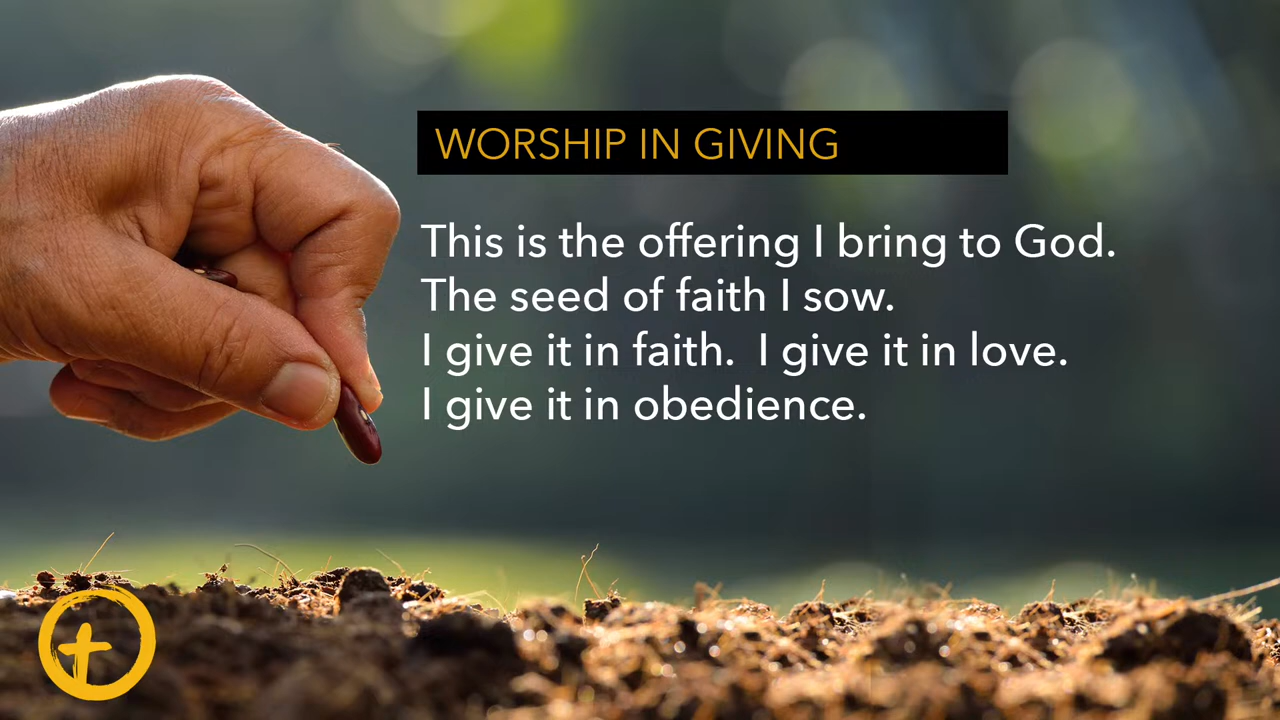 WORSHIP IN GIVING
This is the offering I bring to God.
The seed of faith I sow.
I give it in faith.  I give it in love.
I give it in obedience.